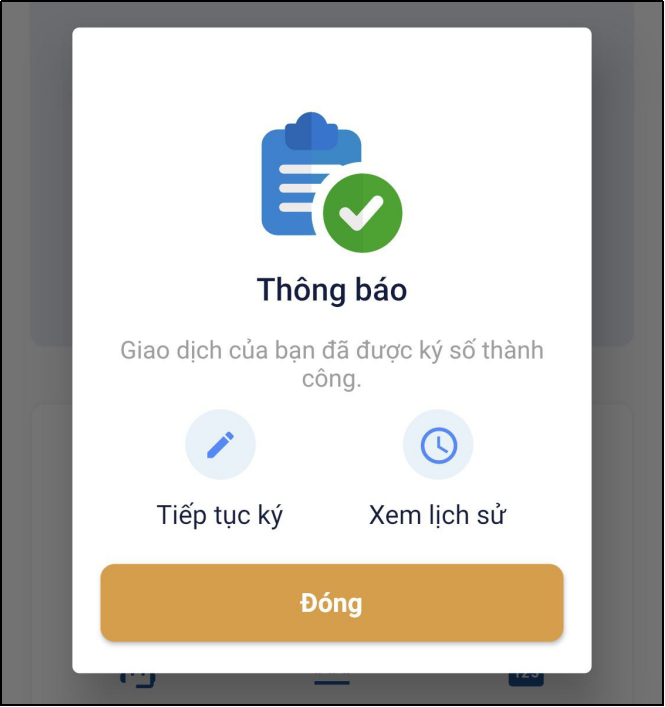 Thông báo
Giao dịch của bạn đã được ký số thành
công.
Tiếp tục ký
Xem lịch sử
Đóng